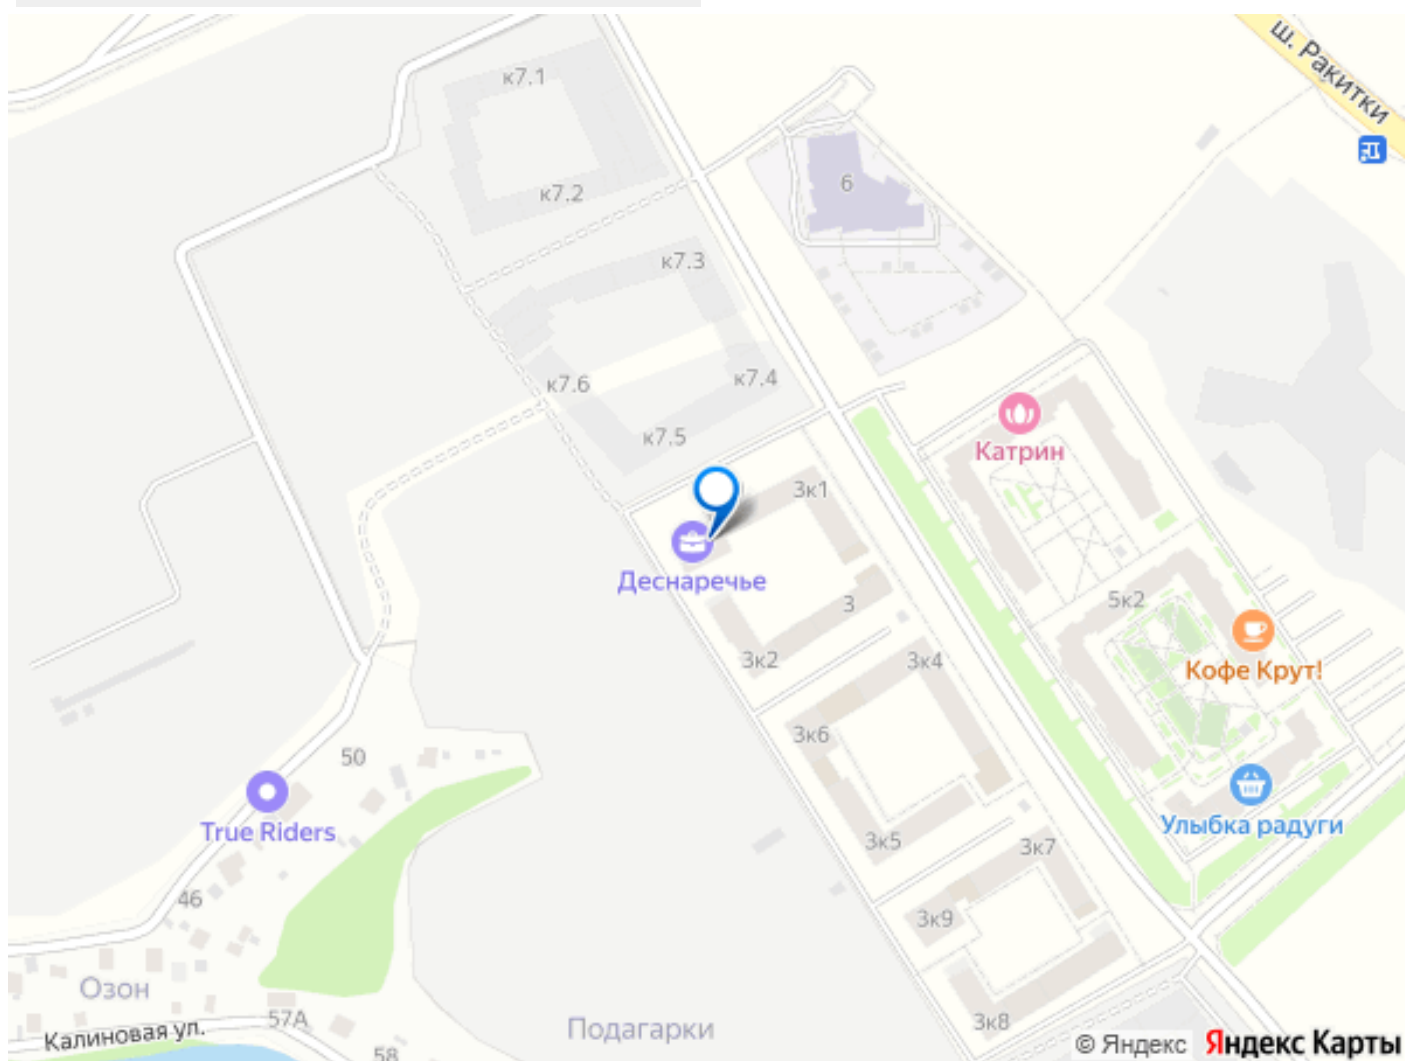 ш. Ракитки
к7.1
6
к7.2
к7.3
к7.4
к7.6
к7.5
Катрин
3к1
Деснаречье
3
5к2
3к2
3к4
Кофе Крут!
3к6
50
True Riders
Улыбка радуги
3к5
3к7
46
3к9
Озон
57А
Калиновая ул.
58
Подагарки
3к8
© Яндекс Яндекс Карты